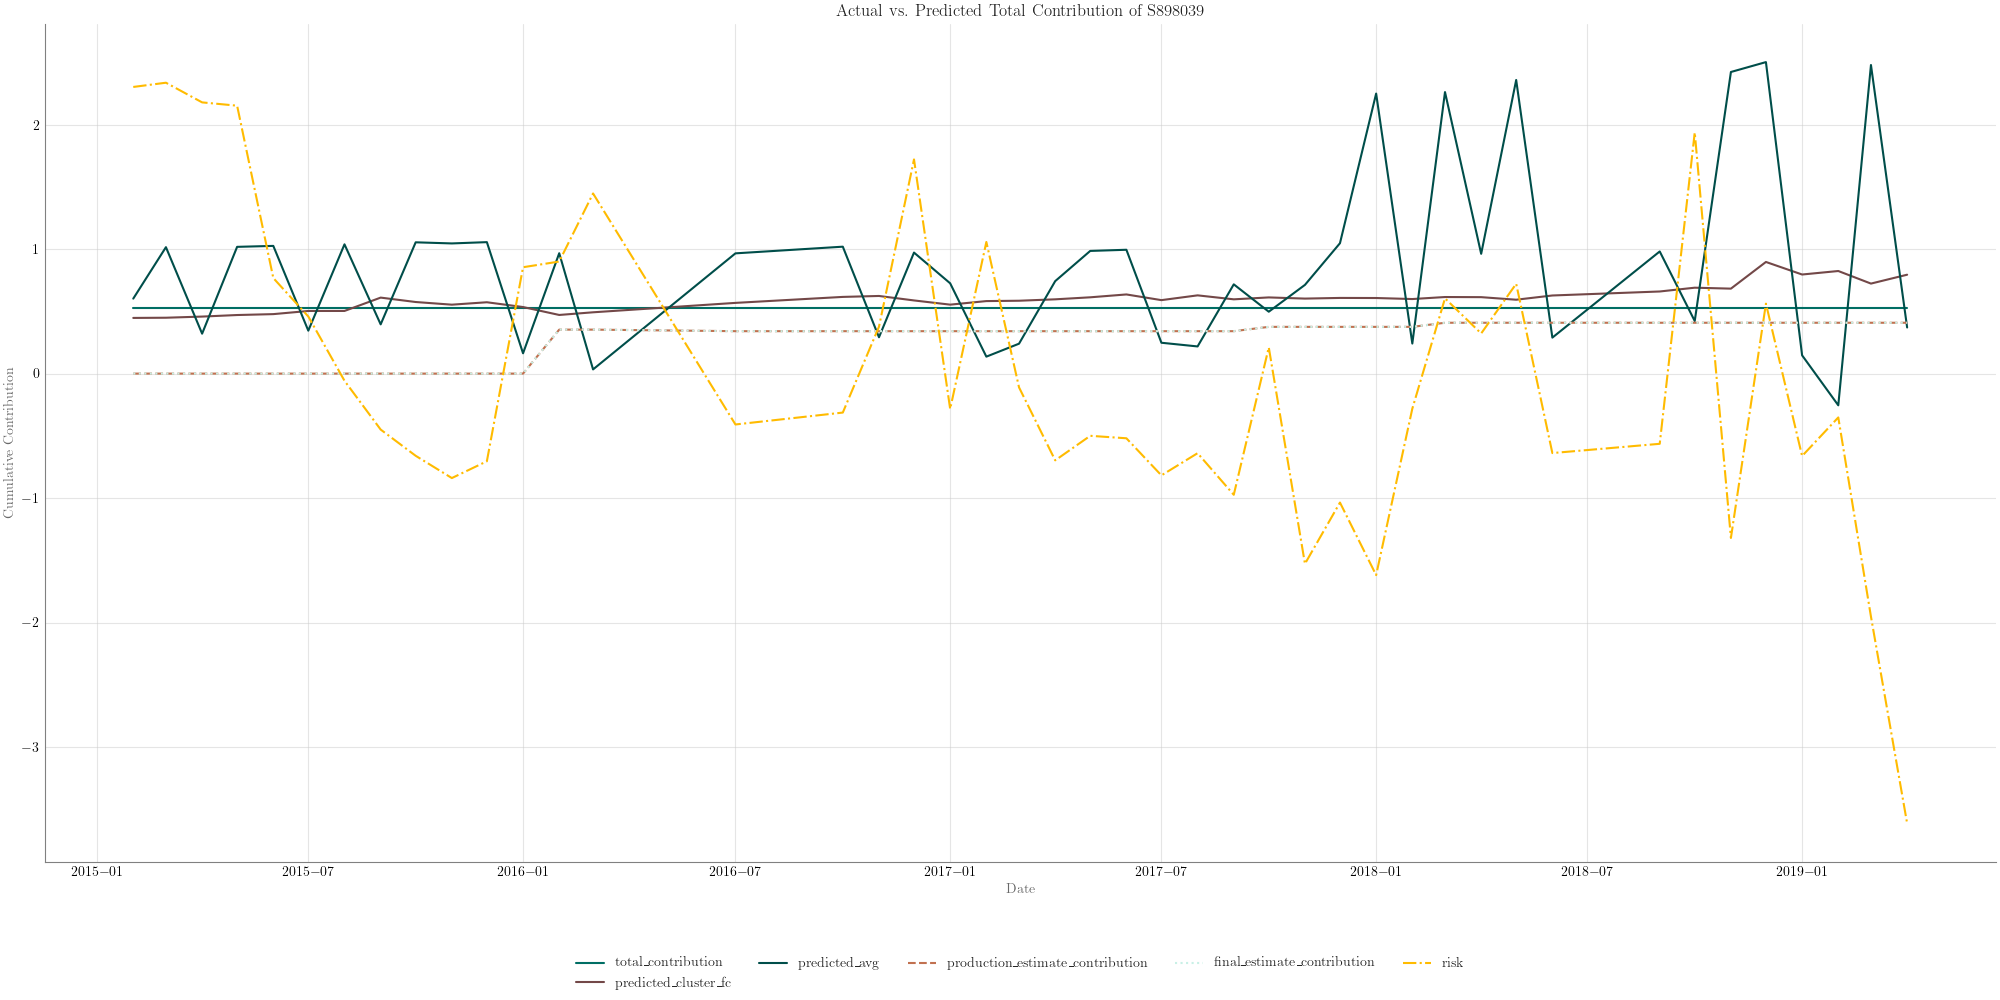 Actual vs. Predicted Total Contribution of S898039
Cumulative Contribution
2
1
0
−1
−2
−3
2015−01
2015−07
2016−01
2016−07
2017−01
2017−07
2018−01
2018−07
2019−01
Date
total_contribution
predicted_avg
production_estimate_contribution
final_estimate_contribution
risk
predicted_cluster_fc